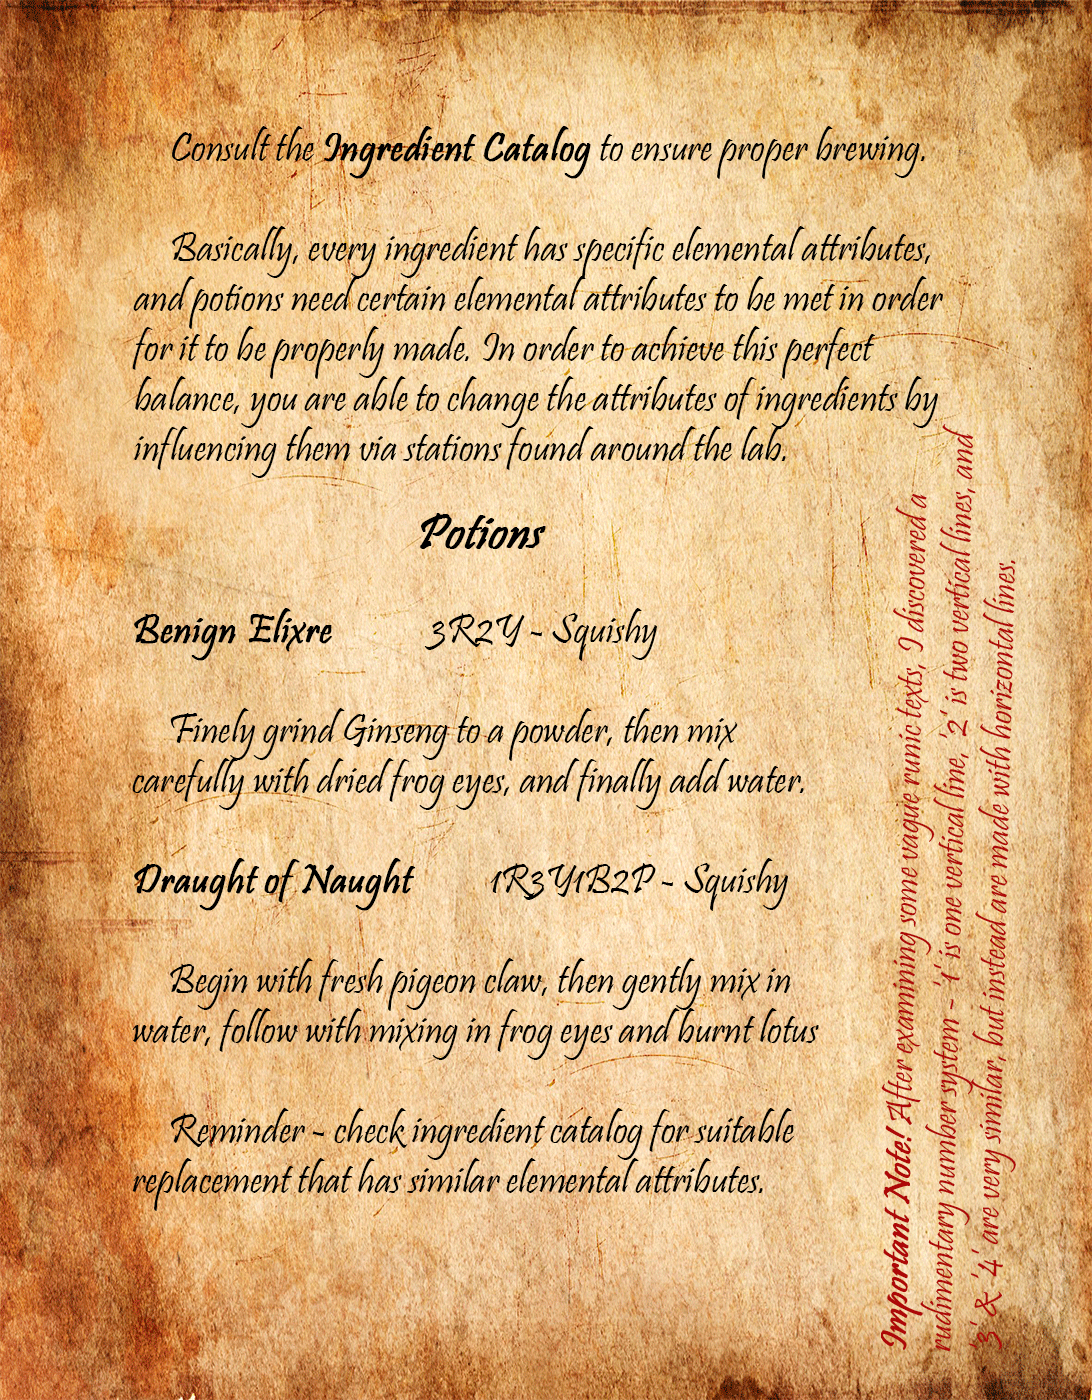 Consult the Ingredient Catalog to ensure proper brewing.
Basically, every ingredient has specific elemental attributes,
and potions need certain elemental attributes to be met in order
for it to be properly made. In order to achieve this perfect
balance, you are able to change the attributes of ingredients by
influencing them via stations found around the lab.
Potions
Benign Elixre 3R2Y - Squishy
Finely grind Ginseng to a powder, then mix
carefully with dried frog eyes, and finally add water.
Draught of Naught 1R3Y1B2P - Squishy
Begin with fresh pigeon claw, then gently mix in
water, follow with mixing in frog eyes and burnt lotus
Reminder - check ingredient catalog for suitable
replacement that has similar elemental attributes.
Important Note! After examining some vague runic texts, I discovered a
rudimentary number system - '1' is one vertical line, '2' is two vertical lines, and
'3' & '4' are very similar, but instead are made with horizontal lines.